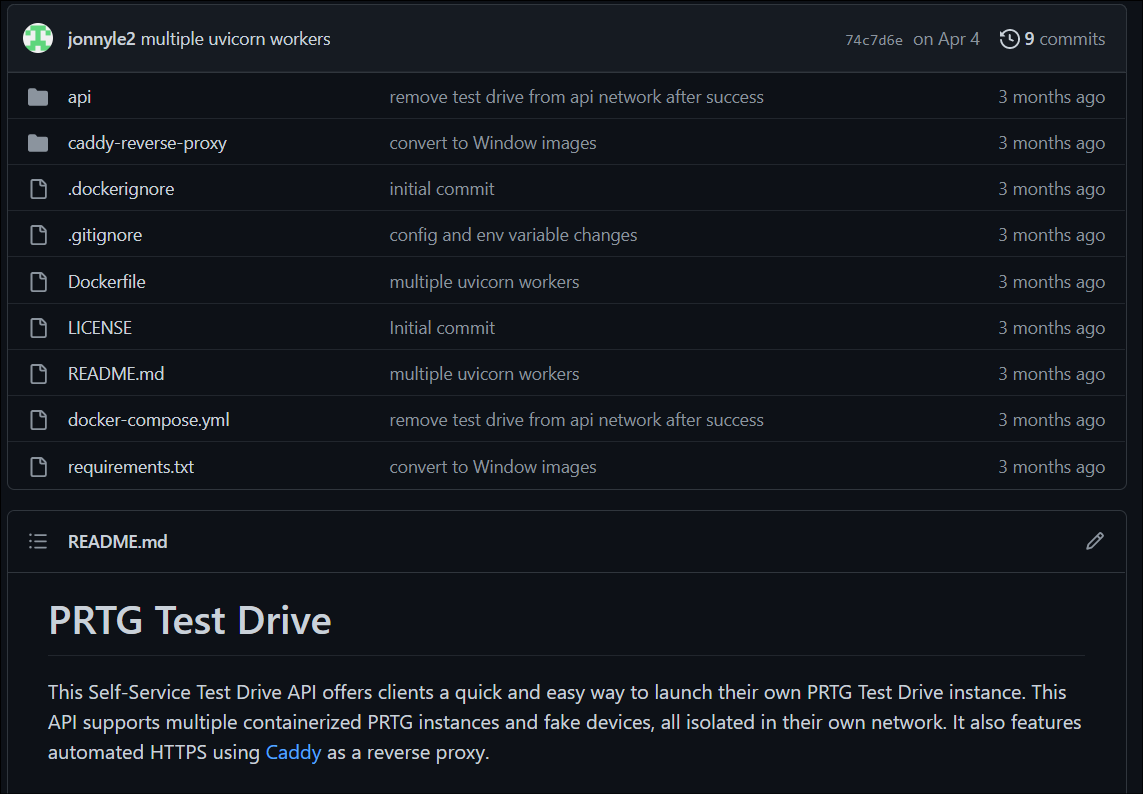 jonnyle2 multiple uvicorn workers 74c7d6e on Apr 4 9 commits
api remove test drive from api network after success 3 months ago
caddy-reverse-proxy convert to Window images 3 months ago
.dockerignore initial commit 3 months ago
.gitignore config and env variable changes 3 months ago
Dockerfile multiple uvicorn workers 3 months ago
LICENSE Initial commit 3 months ago
README.md multiple uvicorn workers 3 months ago
docker-compose.yml remove test drive from api network after success 3 months ago
requirements.txt convert to Window images 3 months ago
README.md
PRTG Test Drive
This Self-Service Test Drive API offers clients a quick and easy way to launch their own PRTG Test Drive instance. This
API supports multiple containerized PRTG instances and fake devices, all isolated in their own network. It also features
automated HTTPS using Caddy as a reverse proxy.